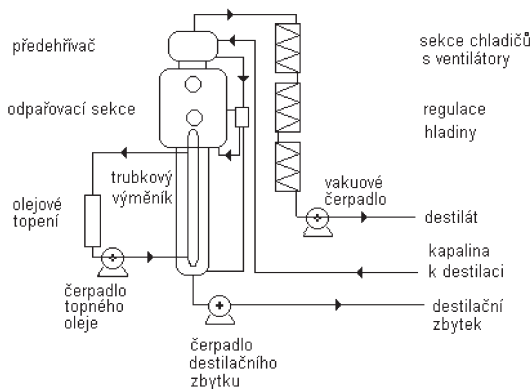 předehřívač
sekce chladičů
s ventilátory
odpařovací sekce
regulace
hladiny
trubkový
výměník
olejové
topení
vakuové
čerpadlo
destilát
kapalina
k destilaci
čerpadlo
topného
oleje
destilační
zbytek
čerpadlo
destilačního
zbytku